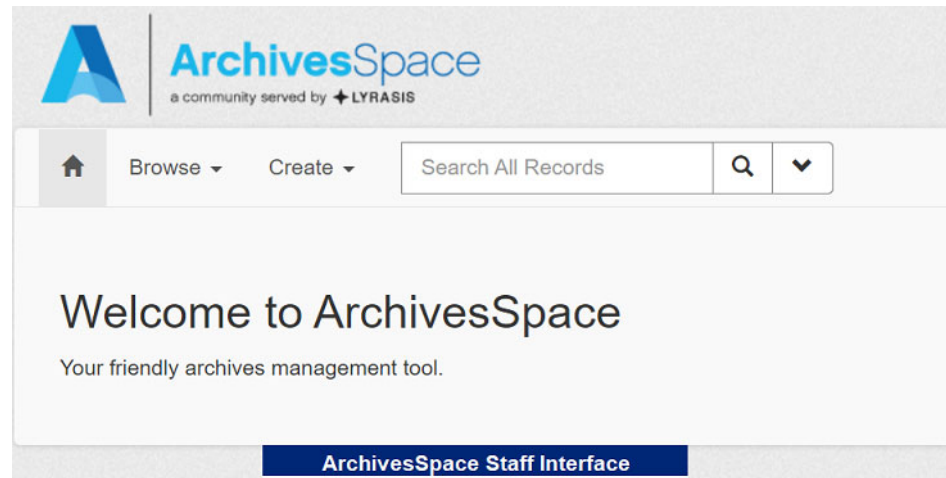 ArchivesSpace
a community served by LYRASIS
Browse Create Search All Records
Welcome to ArchivesSpace
Your friendly archives management tool.
ArchivesSpace Staff Interface